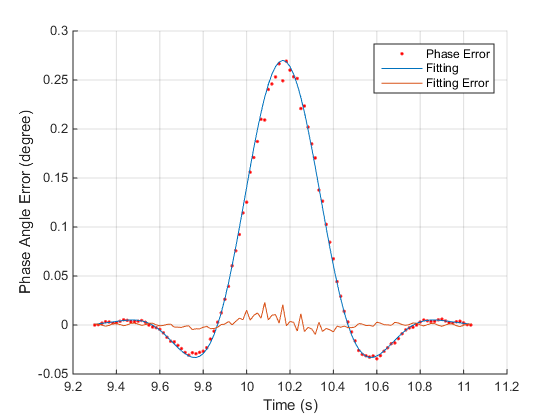 0.3
0.25
0.2
0.15
0.1
0.05
0
-0.05
Phase Angle Error (degree)
Phase Error
Fitting
Fitting Error
9.2 9.4 9.6 9.8 10 10.2 10.4 10.6 10.8 11 11.2
Time (s)